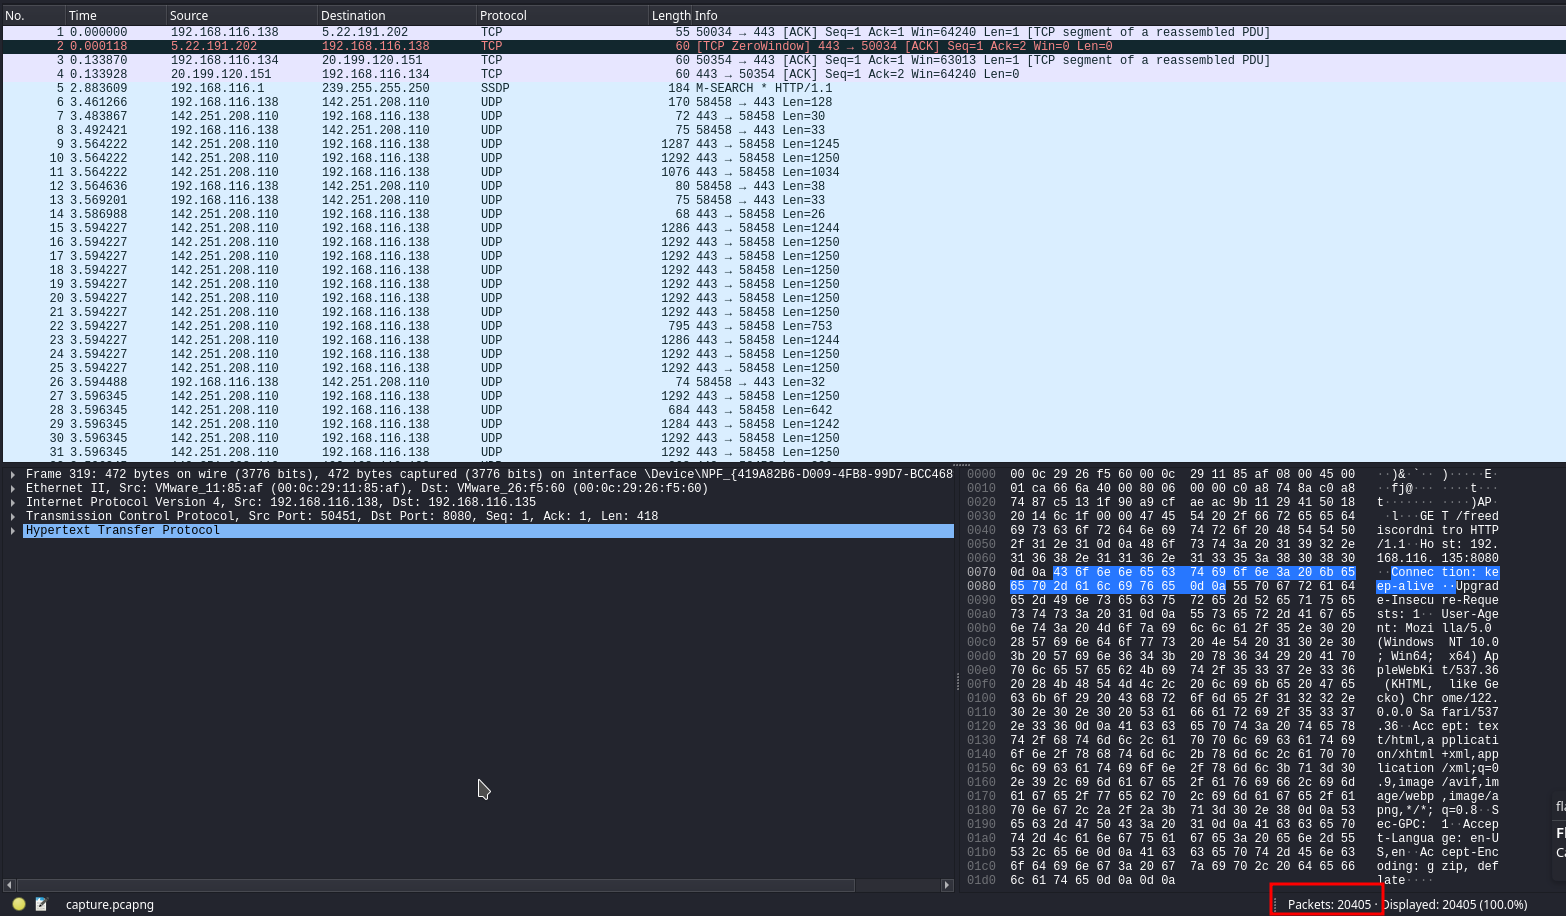 No. Time Source Destination Protocol Length Info
1 0.000000 192.168.116.138 5.22.191.202 TCP 55 50034 → 443 [ACK] Seq=1 Ack=1 Win=64240 Len=1 [TCP segment of a reassembled PDU]
2 0.000118 5.22.191.202 192.168.116.138 TCP 60 [TCP ZeroWindow] 443 → 50034 [ACK] Seq=1 Ack=2 Win=0 Len=0
3 0.133870 192.168.116.134 20.199.120.151 TCP 60 50354 → 443 [ACK] Seq=1 Ack=1 Win=63013 Len=1 [TCP segment of a reassembled PDU]
4 0.133928 20.199.120.151 192.168.116.134 TCP 60 443 → 50354 [ACK] Seq=1 Ack=2 Win=64240 Len=0
5 2.883609 192.168.116.1 239.255.255.250 SSDP 184 M-SEARCH * HTTP/1.1
6 3.461266 192.168.116.138 142.251.208.110 UDP 170 58458 → 443 Len=128
7 3.483867 142.251.208.110 192.168.116.138 UDP 72 443 → 58458 Len=30
8 3.492421 192.168.116.138 142.251.208.110 UDP 75 58458 → 443 Len=33
9 3.564222 142.251.208.110 192.168.116.138 UDP 1287 443 → 58458 Len=1245
10 3.564222 142.251.208.110 192.168.116.138 UDP 1292 443 → 58458 Len=1250
11 3.564222 142.251.208.110 192.168.116.138 UDP 1076 443 → 58458 Len=1034
12 3.564636 192.168.116.138 142.251.208.110 UDP 80 58458 → 443 Len=38
13 3.569201 192.168.116.138 142.251.208.110 UDP 75 58458 → 443 Len=33
14 3.586988 142.251.208.110 192.168.116.138 UDP 68 443 → 58458 Len=26
15 3.594227 142.251.208.110 192.168.116.138 UDP 1286 443 → 58458 Len=1244
16 3.594227 142.251.208.110 192.168.116.138 UDP 1292 443 → 58458 Len=1250
17 3.594227 142.251.208.110 192.168.116.138 UDP 1292 443 → 58458 Len=1250
18 3.594227 142.251.208.110 192.168.116.138 UDP 1292 443 → 58458 Len=1250
19 3.594227 142.251.208.110 192.168.116.138 UDP 1292 443 → 58458 Len=1250
20 3.594227 142.251.208.110 192.168.116.138 UDP 1292 443 → 58458 Len=1250
21 3.594227 142.251.208.110 192.168.116.138 UDP 1292 443 → 58458 Len=1250
22 3.594227 142.251.208.110 192.168.116.138 UDP 795 443 → 58458 Len=753
23 3.594227 142.251.208.110 192.168.116.138 UDP 1286 443 → 58458 Len=1244
24 3.594227 142.251.208.110 192.168.116.138 UDP 1292 443 → 58458 Len=1250
25 3.594227 142.251.208.110 192.168.116.138 UDP 1292 443 → 58458 Len=1250
26 3.594488 192.168.116.138 142.251.208.110 UDP 74 58458 → 443 Len=32
27 3.596345 142.251.208.110 192.168.116.138 UDP 1292 443 → 58458 Len=1250
28 3.596345 142.251.208.110 192.168.116.138 UDP 684 443 → 58458 Len=642
29 3.596345 142.251.208.110 192.168.116.138 UDP 1284 443 → 58458 Len=1242
30 3.596345 142.251.208.110 192.168.116.138 UDP 1292 443 → 58458 Len=1250
31 3.596345 142.251.208.110 192.168.116.138 UDP 1292 443 → 58458 Len=1250
Frame 319: 472 bytes on wire (3776 bits), 472 bytes captured (3776 bits) on interface \Device\NPF_{419A82B6-D009-4FB8-99D7-BCC468
Ethernet II, Src: VMware_11:85:af (00:0c:29:11:85:af), Dst: VMware_26:f5:60 (00:0c:29:26:f5:60)
Internet Protocol Version 4, Src: 192.168.116.138, Dst: 192.168.116.135
Transmission Control Protocol, Src Port: 50451, Dst Port: 8080, Seq: 1, Ack: 1, Len: 418
Hypertext Transfer Protocol
0000 00 0c 29 26 f5 60 00 0c 29 11 85 af 08 00 45 00 ··)&·`·· )·····E·
0010 01 ca 66 6a 40 00 80 06 00 00 c0 a8 74 8a c0 a8 ··fj@··· ····t···
0020 74 87 c5 13 1f 90 a9 cf ae ac 9b 11 29 41 50 18 t······· ····)AP·
0030 20 14 6c 1f 00 00 47 45 54 20 2f 66 72 65 65 64 ·l···GE T /freed
0040 69 73 63 6f 72 64 6e 69 74 72 6f 20 48 54 54 50 iscordni tro HTTP
0050 2f 31 2e 31 0d 0a 48 6f 73 74 3a 20 31 39 32 2e /1.1··Ho st: 192.
0060 31 36 38 2e 31 31 36 2e 31 33 35 3a 38 30 38 30 168.116. 135:8080
0070 0d 0a 43 6f 6e 6e 65 63 74 69 6f 6e 3a 20 6b 65 ··Connec tion: ke
0080 65 70 2d 61 6c 69 76 65 0d 0a 55 70 67 72 61 64 ep-alive ··Upgrad
0090 65 2d 49 6e 73 65 63 75 72 65 2d 52 65 71 75 65 e-Insecu re-Reque
00a0 73 74 73 3a 20 31 0d 0a 55 73 65 72 2d 41 67 65 sts: 1·· User-Age
00b0 6e 74 3a 20 4d 6f 7a 69 6c 6c 61 2f 35 2e 30 20 nt: Mozi lla/5.0
00c0 28 57 69 6e 64 6f 77 73 20 4e 54 20 31 30 2e 30 (Windows NT 10.0
00d0 3b 20 57 69 6e 36 34 3b 20 78 36 34 29 20 41 70 ; Win64; x64) Ap
00e0 70 6c 65 57 65 62 4b 69 74 2f 35 33 37 2e 33 36 pleWebKi t/537.36
00f0 20 28 4b 48 54 4d 4c 2c 20 6c 69 6b 65 20 47 65 (KHTML, like Ge
0100 63 6b 6f 29 20 43 68 72 6f 6d 65 2f 31 32 32 2e cko) Chr ome/122.
0110 30 2e 30 2e 30 20 53 61 66 61 72 69 2f 35 33 37 0.0.0 Sa fari/537
0120 2e 33 36 0d 0a 41 63 63 65 70 74 3a 20 74 65 78 .36··Acc ept: tex
0130 74 2f 68 74 6d 6c 2c 61 70 70 6c 69 63 61 74 69 t/html,a pplicati
0140 6f 6e 2f 78 68 74 6d 6c 2b 78 6d 6c 2c 61 70 70 on/xhtml +xml,app
0150 6c 69 63 61 74 69 6f 6e 2f 78 6d 6c 3b 71 3d 30 lication /xml;q=0
0160 2e 39 2c 69 6d 61 67 65 2f 61 76 69 66 2c 69 6d .9,image /avif,im
0170 61 67 65 2f 77 65 62 70 2c 69 6d 61 67 65 2f 61 age/webp ,image/a
0180 70 6e 67 2c 2a 2f 2a 3b 71 3d 30 2e 38 0d 0a 53 png,*/*; q=0.8··S
0190 65 63 2d 47 50 43 3a 20 31 0d 0a 41 63 63 65 70 ec-GPC: 1··Accep
01a0 74 2d 4c 61 6e 67 75 61 67 65 3a 20 65 6e 2d 55 t-Langua ge: en-U
01b0 53 2c 65 6e 0d 0a 41 63 63 65 70 74 2d 45 6e 63 S,en··Ac cept-Enc
01c0 6f 64 69 6e 67 3a 20 67 7a 69 70 2c 20 64 65 66 oding: g zip, def
01d0 6c 61 74 65 0d 0a 0d 0a late····
capture.pcapng
Packets: 20405 · Displayed: 20405 (100.0%)